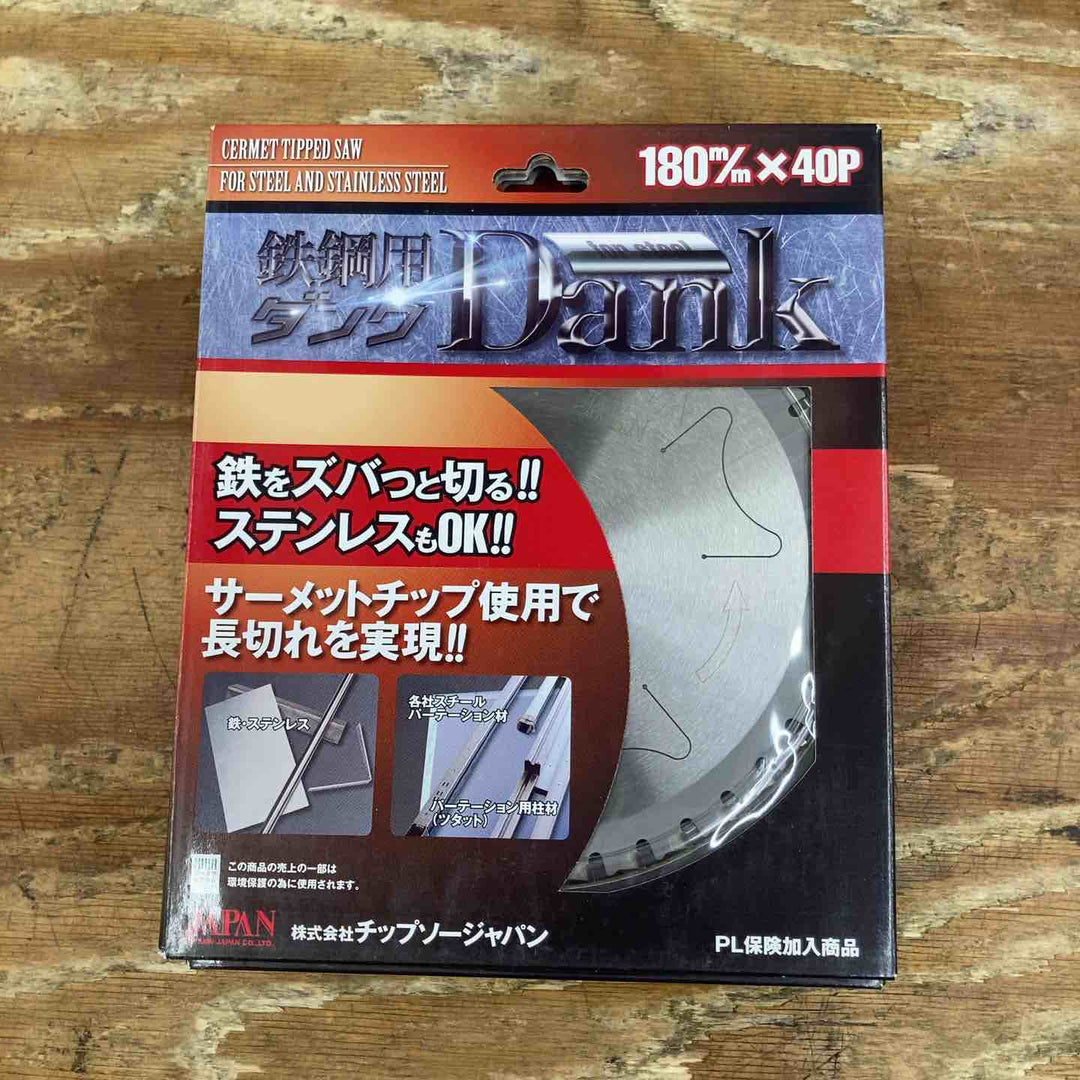 CERMET TIPPED SAW
FOR STEEL AND STAINLESS STEEL
180m/m×40P
鉄鋼用
ダンク
Dank
鉄をズバっと切る!!
ステンレスもOK!!
サーメットチップ使用で
長切れを実現!!
鉄・ステンレス
各社スチール
パーテーション材
パーテーション用柱材
(ツタット)
この商品の売上の一部は
環境保護の為に使用されます。
JAPAN
JAPAN CO.,LTD.
株式会社チップソージャパン
PL保険加入商品